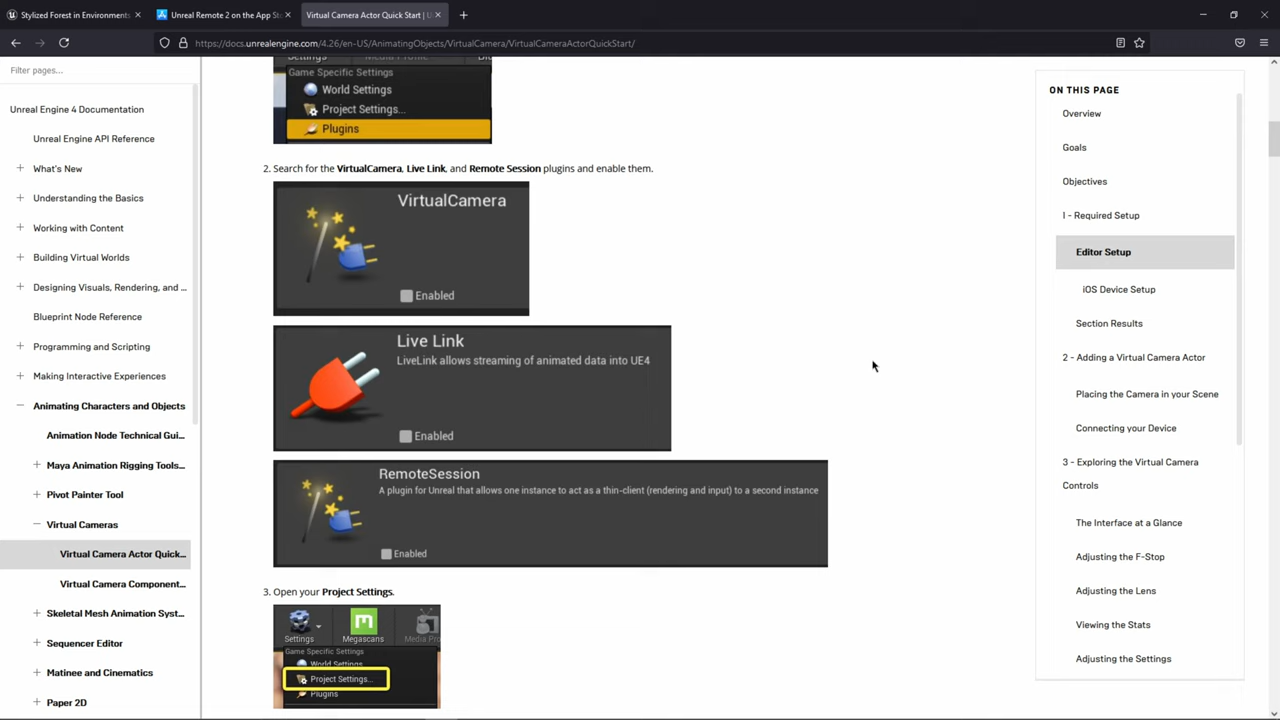 Stylized Forest in Environments
Unreal Remote 2 on the App St
Virtual Camera Actor Quick Start | U
https://docs.unrealengine.com/4.26/en-US/AnimatingObjects/VirtualCamera/VirtualCameraActorQuickStart/
Filter pages...
Unreal Engine 4 Documentation
Unreal Engine API Reference
What's New
Understanding the Basics
Working with Content
Building Virtual Worlds
Designing Visuals, Rendering, and ...
Blueprint Node Reference
Programming and Scripting
Making Interactive Experiences
Animating Characters and Objects
Animation Node Technical Gui...
Maya Animation Rigging Tools...
Pivot Painter Tool
Virtual Cameras
Virtual Camera Actor Quick...
Virtual Camera Component...
Skeletal Mesh Animation Syst...
Sequencer Editor
Matinee and Cinematics
Paper 2D
Settings
Media Profile
Game Specific Settings
World Settings
Project Settings...
Plugins
2. Search for the VirtualCamera, Live Link, and Remote Session plugins and enable them.
VirtualCamera
Enabled
Live Link
LiveLink allows streaming of animated data into UE4
Enabled
RemoteSession
A plugin for Unreal that allows one instance to act as a thin-client (rendering and input) to a second instance
Enabled
3. Open your Project Settings.
Settings
Megascans
Media Pro
Game Specific Settings
World Settings
Project Settings...
Plugins
ON THIS PAGE
Overview
Goals
Objectives
I - Required Setup
Editor Setup
iOS Device Setup
Section Results
2 - Adding a Virtual Camera Actor
Placing the Camera in your Scene
Connecting your Device
3 - Exploring the Virtual Camera
Controls
The Interface at a Glance
Adjusting the F-Stop
Adjusting the Lens
Viewing the Stats
Adjusting the Settings